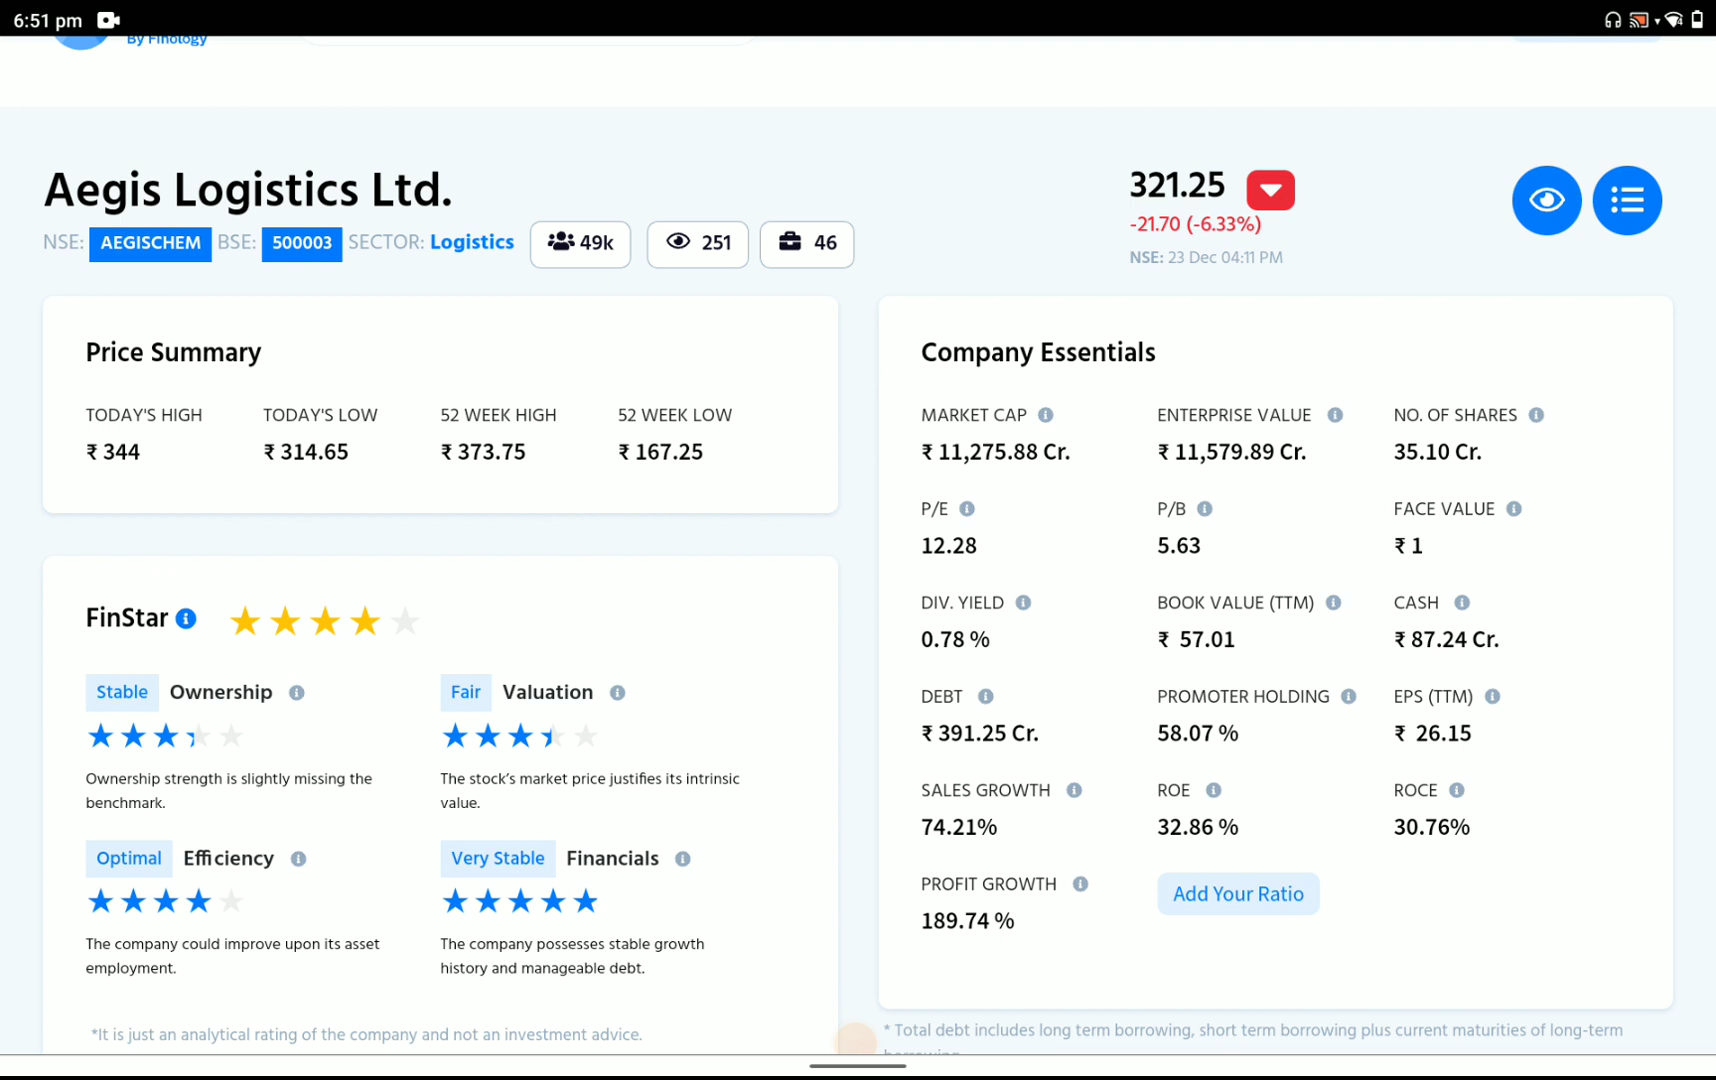 6:51 pm
By Finology
Aegis Logistics Ltd.
NSE: AEGISCHEM BSE: 500003 SECTOR: Logistics 49k 251 46
321.25
-21.70 (-6.33%)
NSE: 23 Dec 04:11 PM
Price Summary
TODAY'S HIGH TODAY'S LOW 52 WEEK HIGH 52 WEEK LOW
₹ 344 ₹ 314.65 ₹ 373.75 ₹ 167.25
FinStar
Stable Ownership
Ownership strength is slightly missing the
benchmark.
Fair Valuation
The stock’s market price justifies its intrinsic
value.
Optimal Efficiency
The company could improve upon its asset
employment.
Very Stable Financials
The company possesses stable growth
history and manageable debt.
*It is just an analytical rating of the company and not an investment advice.
Company Essentials
MARKET CAP ENTERPRISE VALUE NO. OF SHARES
₹ 11,275.88 Cr. ₹ 11,579.89 Cr. 35.10 Cr.
P/E P/B FACE VALUE
12.28 5.63 ₹ 1
DIV. YIELD BOOK VALUE (TTM) CASH
0.78 % ₹ 57.01 ₹ 87.24 Cr.
DEBT PROMOTER HOLDING EPS (TTM)
₹ 391.25 Cr. 58.07 % ₹ 26.15
SALES GROWTH ROE ROCE
74.21% 32.86 % 30.76%
PROFIT GROWTH
189.74 %
Add Your Ratio
* Total debt includes long term borrowing, short term borrowing plus current maturities of long-term
borrowing